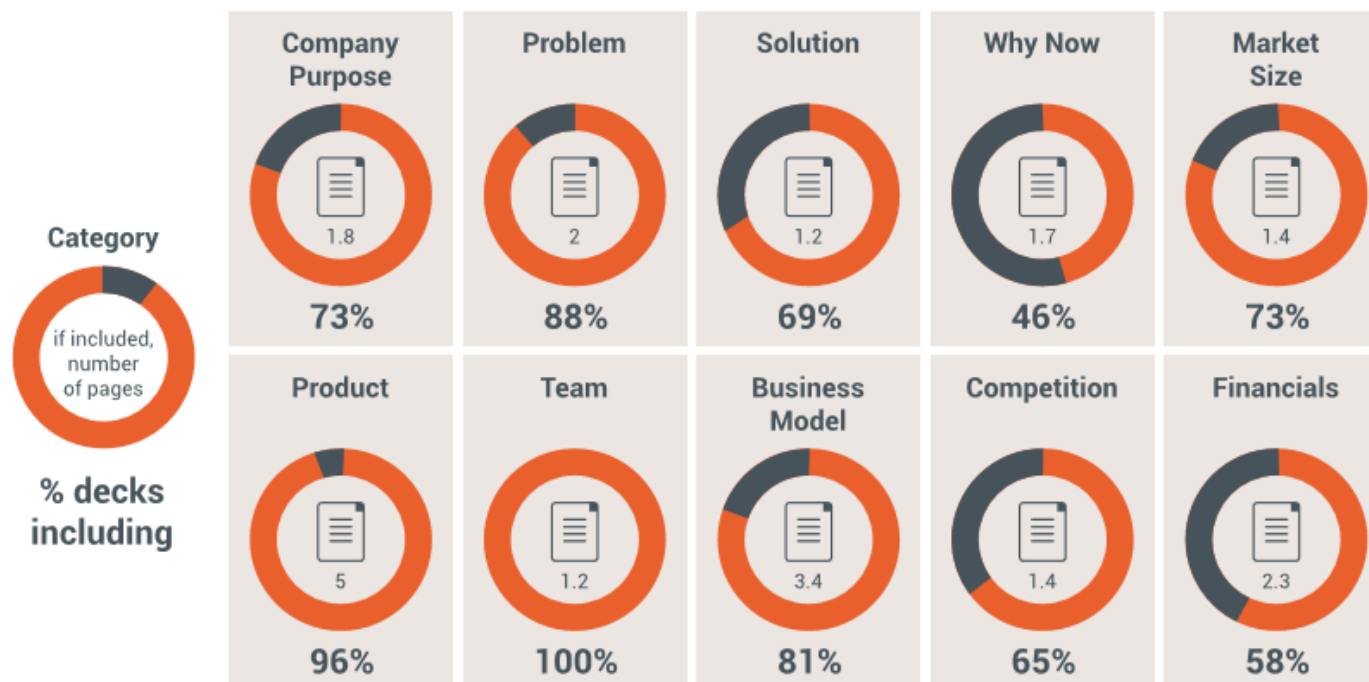 Category
if included,
number
of pages
% decks
including
Company
Purpose
1.8
73%
Problem
2
88%
Solution
1.2
69%
Why Now
1.7
46%
Market
Size
1.4
73%
Product
5
96%
Team
1.2
100%
Business
Model
3.4
81%
Competition
1.4
65%
Financials
2.3
58%